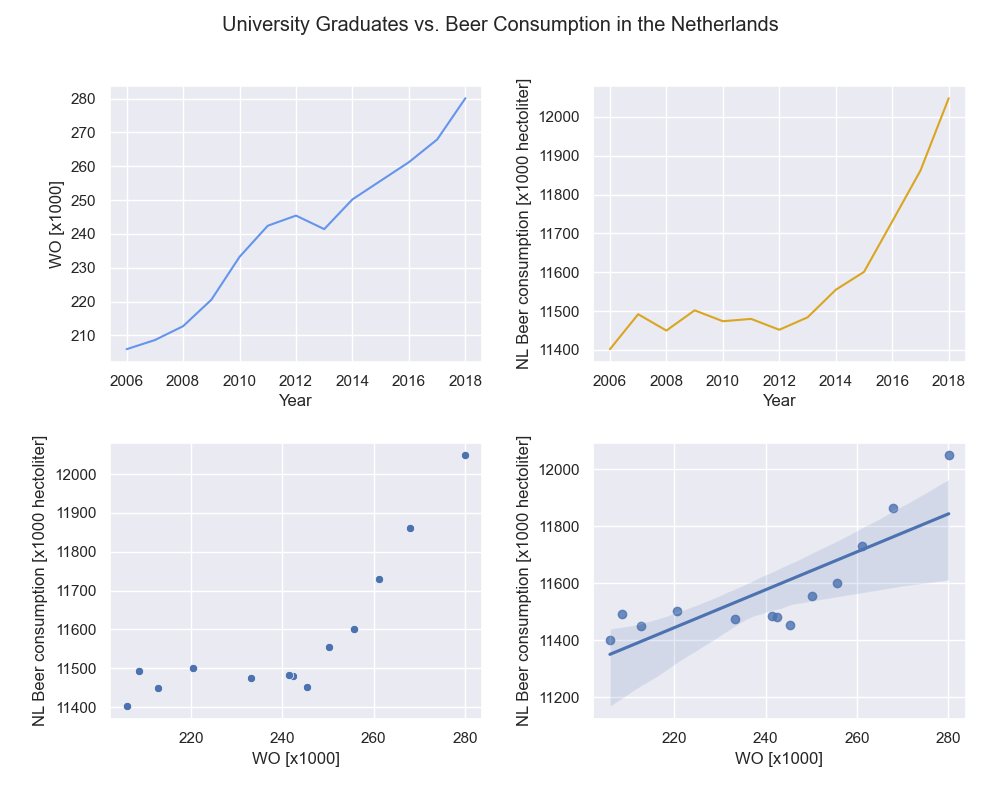 University Graduates vs. Beer Consumption in the Netherlands
WO [x1000]
280
270
260
250
240
230
220
210
2006 2008 2010 2012 2014 2016 2018
Year
NL Beer consumption [x1000 hectoliter]
12000
11900
11800
11700
11600
11500
11400
2006 2008 2010 2012 2014 2016 2018
Year
NL Beer consumption [x1000 hectoliter]
12000
11900
11800
11700
11600
11500
11400
220 240 260 280
WO [x1000]
NL Beer consumption [x1000 hectoliter]
12000
11800
11600
11400
11200
220 240 260 280
WO [x1000]